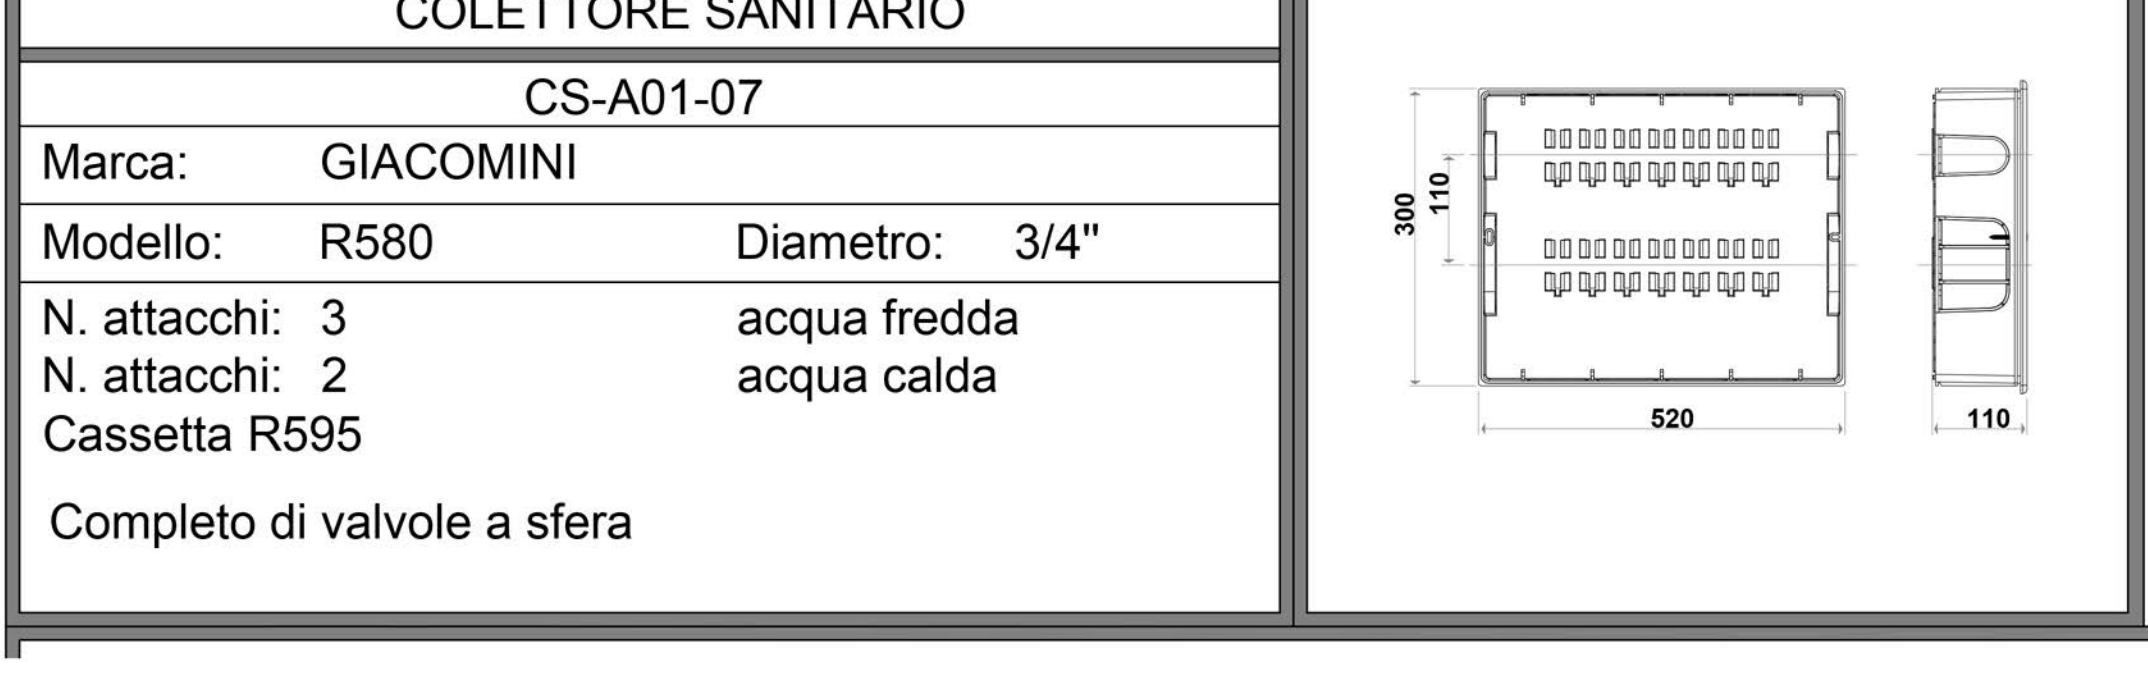 COLETTORE SANITARIO
CS-A01-07
Marca: GIACOMINI
Modello: R580 Diametro: 3/4"
N. attacchi: 3 acqua fredda
N. attacchi: 2 acqua calda
Cassetta R595
Completo di valvole a sfera
300
110
520
110